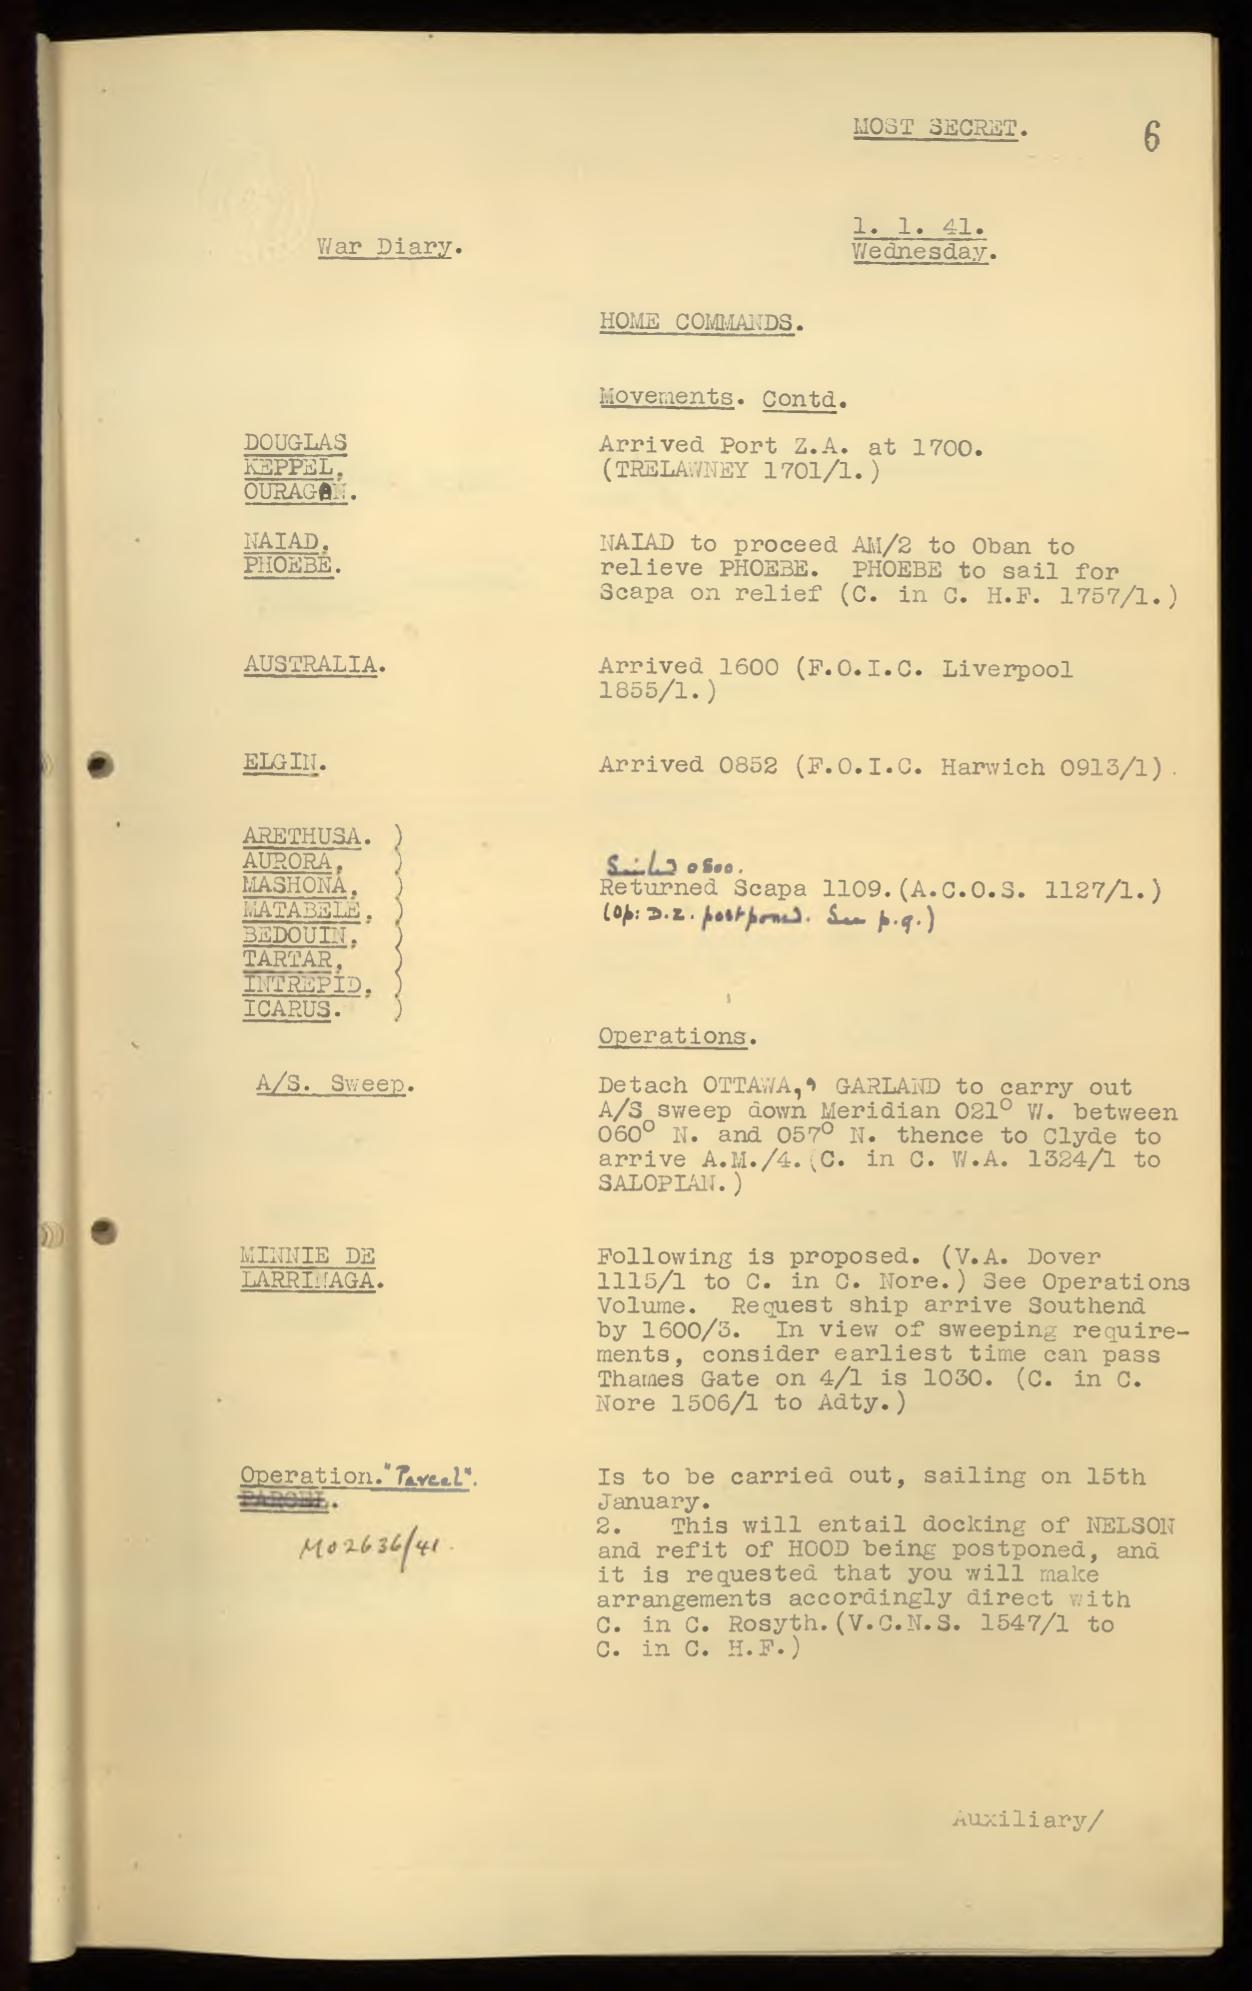 MOST SECRET. 6
1. 1. 41.
War Diary. Wednesday.
HOME COMMANDS.
Movements. Contd.
DOUGLAS Arrived Port Z.A. at 1700.
KEPPEL, (TRELAWNEY 1701/1.)
OURAGAN.
NAIAD, NAIAD to proceed AM/2 to Oban to
PHOEBE. relieve PHOEBE. PHOEBE to sail for
Scapa on relief (C. in C. H.F. 1757/1.)
AUSTRALIA. Arrived 1600 (F.O.I.C. Liverpool
1855/1.)
ELGIN. Arrived 0852 (F.O.I.C. Harwich 0913/1).
ARETHUSA. )
AURORA, ) Sailed 0800.
MASHONA, ) Returned Scapa 1109.(A.C.O.S. 1127/1.)
MATABELE, ) (Op: D.Z. postponed. See p.9.)
BEDOUIN, )
TARTAR, )
INTREPID, )
ICARUS. )
Operations.
A/S. Sweep. Detach OTTAWA, GARLAND to carry out
A/S sweep down Meridian 021° W. between
060° N. and 057° N. thence to Clyde to
arrive A.M./4.(C. in C. W.A. 1324/1 to
SALOPIAN.)
MINNIE DE Following is proposed. (V.A. Dover
LARRINAGA. 1115/1 to C. in C. Nore.) See Operations
Volume. Request ship arrive Southend
by 1600/3. In view of sweeping require-
ments, consider earliest time can pass
Thames Gate on 4/1 is 1030. (C. in C.
Nore 1506/1 to Adty.)
Operation."Parcel". Is to be carried out, sailing on 15th
PARCEL. January.
2. This will entail docking of NELSON
M02636/41. and refit of HOOD being postponed, and
it is requested that you will make
arrangements accordingly direct with
C. in C. Rosyth.(V.C.N.S. 1547/1 to
C. in C. H.F.)
Auxiliary/